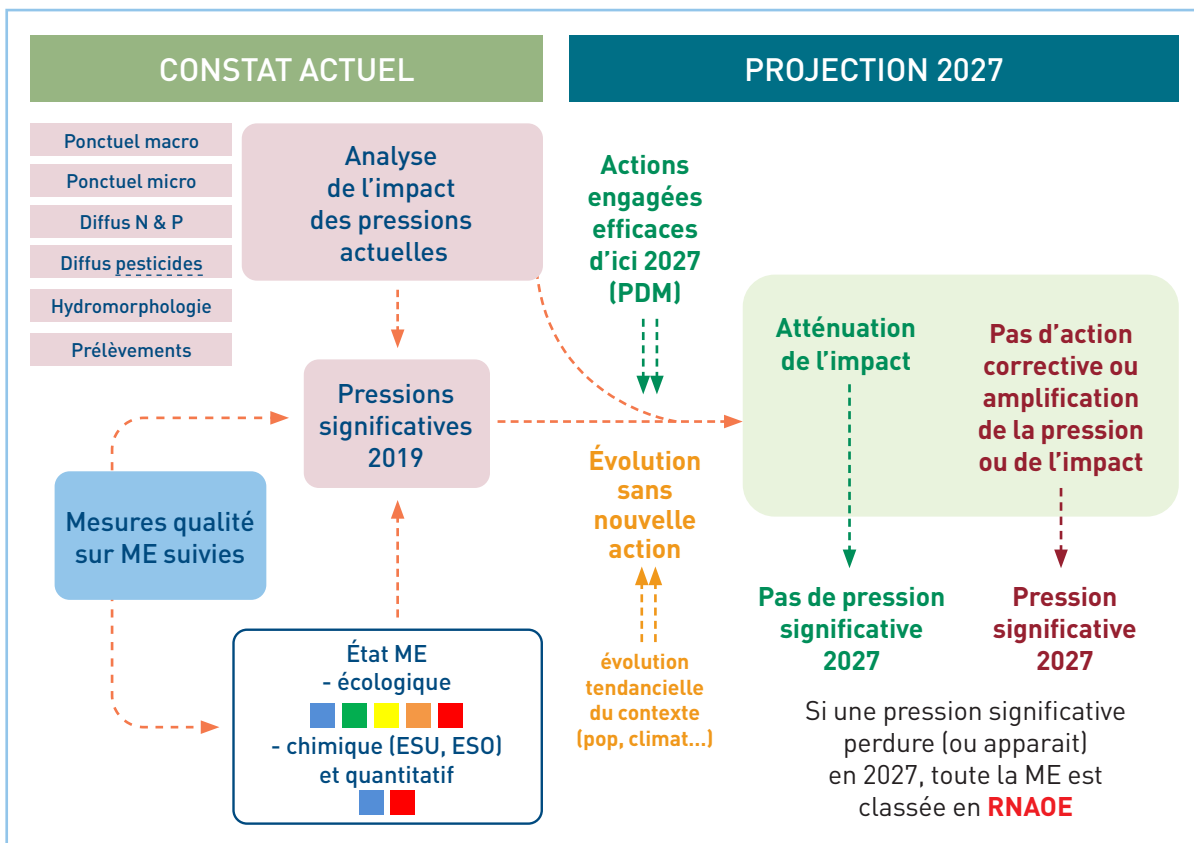 CONSTAT ACTUEL
PROJECTION 2027
Ponctuel macro
Ponctuel micro
Diffus N & P
Diffus pesticides
Hydromorphologie
Prélèvements
Analyse
de l’impact
des pressions
actuelles
Pressions
significatives
2019
Mesures qualité
sur ME suivies
État ME
- écologique
- chimique (ESU, ESO)
et quantitatif
Actions
engagées
efficaces
d’ici 2027
(PDM)
Évolution
sans
nouvelle
action
évolution
tendancielle
du contexte
(pop, climat...)
Atténuation
de l’impact
Pas d’action
corrective ou
amplification
de la pression
ou de l’impact
Pas de pression
significative
2027
Pression
significative
2027
Si une pression significative
perdure (ou apparait)
en 2027, toute la ME est
classée en RNAOE